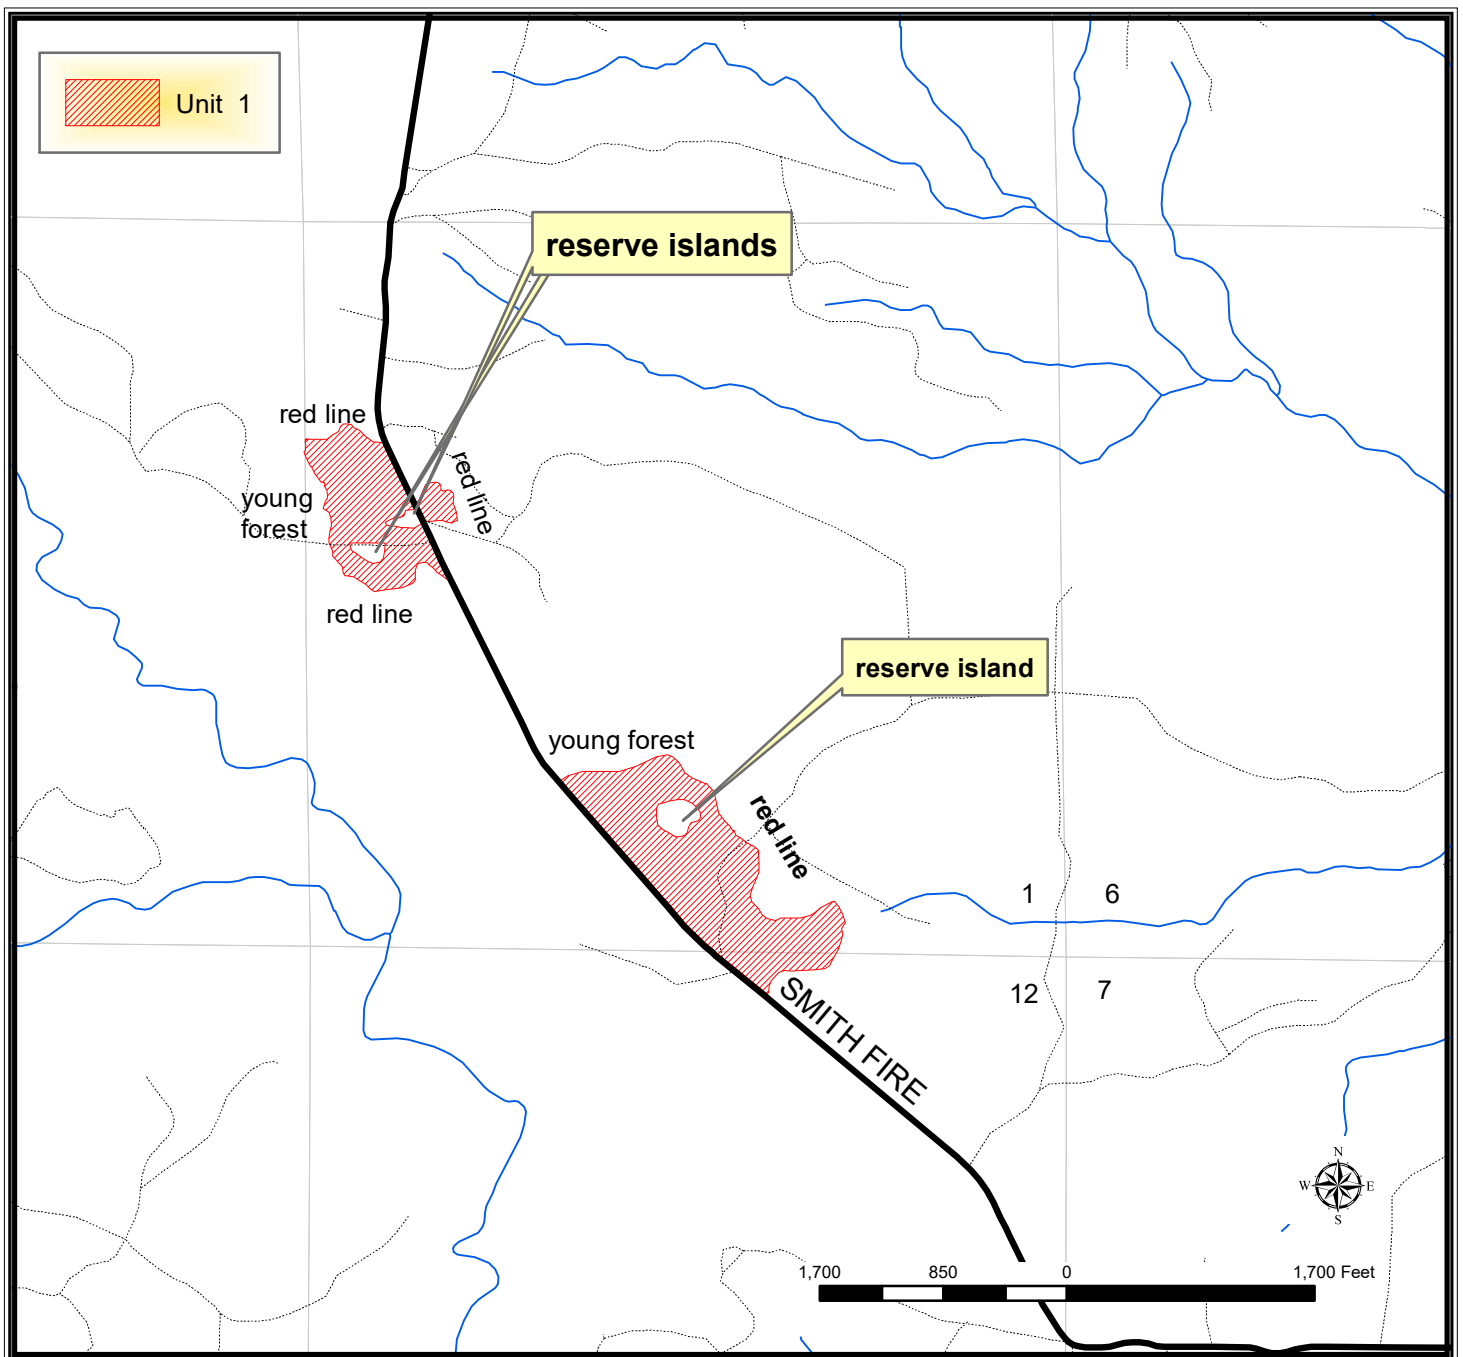 Unit 1
reserve islands
red line
red line
young
forest
red line
reserve island
young forest
red line
1
6
12
7
SMITH FIRE
N
W
E
S
1,700
850
0
1,700 Feet